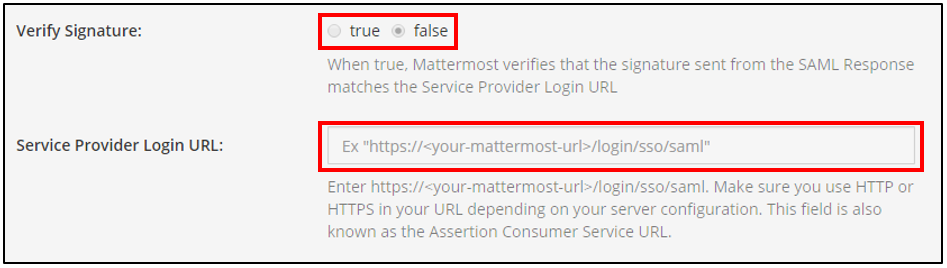 Verify Signature:
true false
When true, Mattermost verifies that the signature sent from the SAML Response
matches the Service Provider Login URL
Service Provider Login URL:
Ex "https://<your-mattermost-url>/login/sso/saml"
Enter https://<your-mattermost-url>/login/sso/saml. Make sure you use HTTP or
HTTPS in your URL depending on your server configuration. This field is also
known as the Assertion Consumer Service URL.